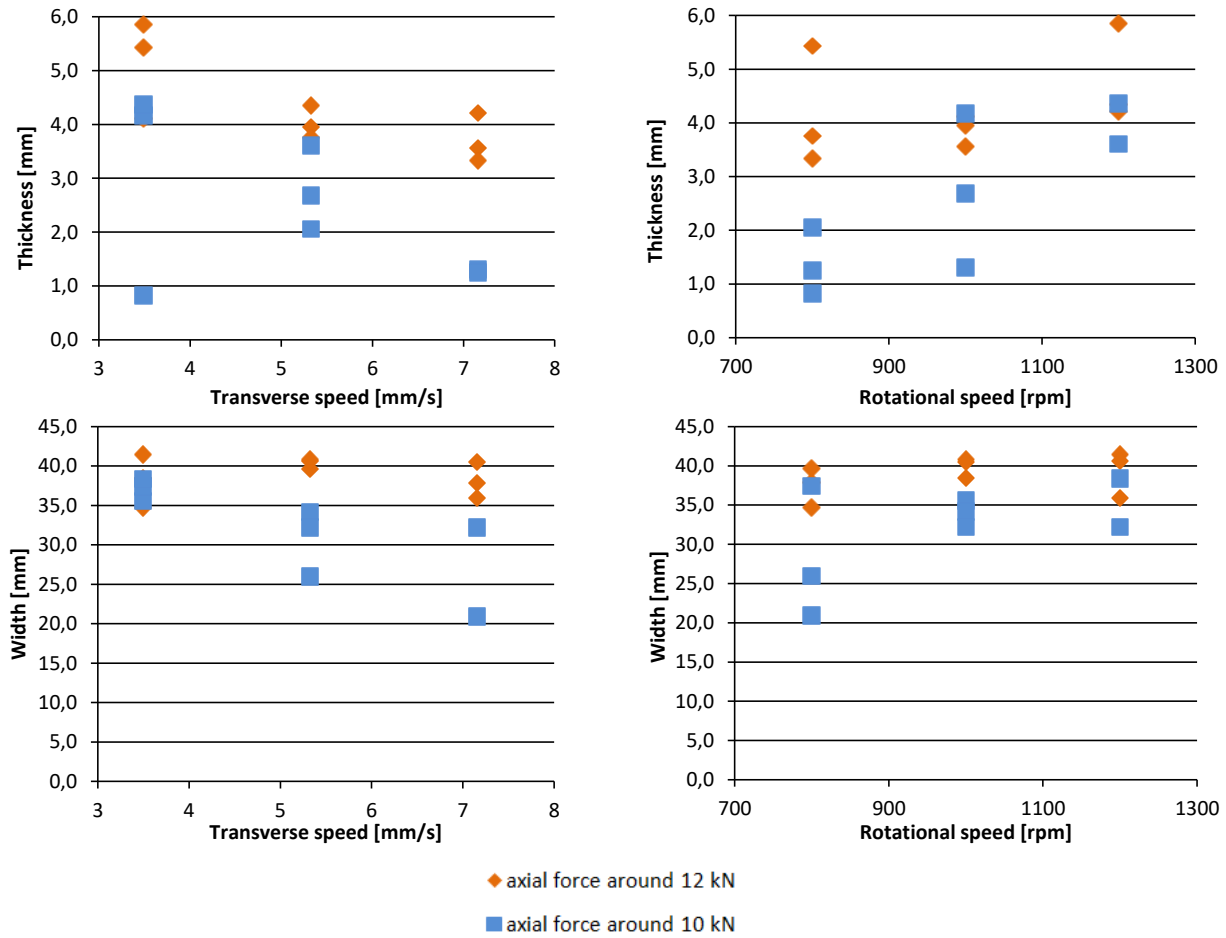 6,0
5,0
4,0
3,0
2,0
1,0
0,0
Thickness [mm]
3 4 5 6 7 8
Transverse speed [mm/s]
6,0
5,0
4,0
3,0
2,0
1,0
0,0
Thickness [mm]
700 900 1100 1300
Rotational speed [rpm]
45,0
40,0
35,0
30,0
25,0
20,0
15,0
10,0
5,0
0,0
Width [mm]
3 4 5 6 7 8
Transverse speed [mm/s]
45,0
40,0
35,0
30,0
25,0
20,0
15,0
10,0
5,0
0,0
Width [mm]
700 900 1100 1300
Rotational speed [rpm]
axial force around 12 kN
axial force around 10 kN